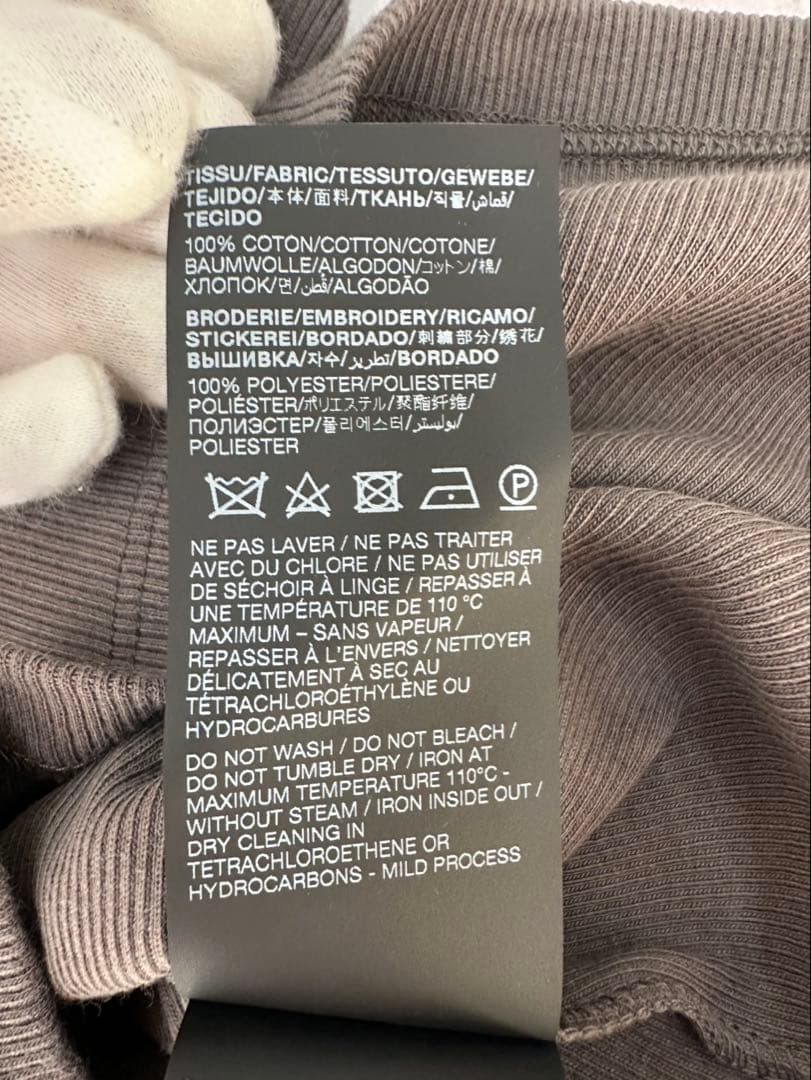 TISSU/FABRIC/TESSUTO/GEWEBE/
TEJIDO/本体/面料/ТКАНЬ/직물/قماش/
TECIDO
100% COTON/COTTON/COTONE/
BAUMWOLLE/ALGODON/コットン/棉/
ХЛОПОК/면/قُطن/ALGODÃO
BRODERIE/EMBROIDERY/RICAMO/
STICKEREI/BORDADO/刺繍部分/绣花/
ВЫШИВКА/자수/تطريز/BORDADO
100% POLYESTER/POLIESTERE/
POLIÉSTER/ポリエステル/聚酯纤维/
ПОЛИЭСТЕР/폴리에스터/بوليستر/
POLIESTER
P
NE PAS LAVER / NE PAS TRAITER
AVEC DU CHLORE / NE PAS UTILISER
DE SÉCHOIR À LINGE / REPASSER À
UNE TEMPÉRATURE DE 110 °C
MAXIMUM – SANS VAPEUR /
REPASSER À L'ENVERS / NETTOYER
DÉLICATEMENT À SEC AU
TÉTRACHLOROÉTHYLÈNE OU
HYDROCARBURES
DO NOT WASH / DO NOT BLEACH /
DO NOT TUMBLE DRY / IRON AT
MAXIMUM TEMPERATURE 110°C -
WITHOUT STEAM / IRON INSIDE OUT /
DRY CLEANING IN
TETRACHLOROETHENE OR
HYDROCARBONS - MILD PROCESS